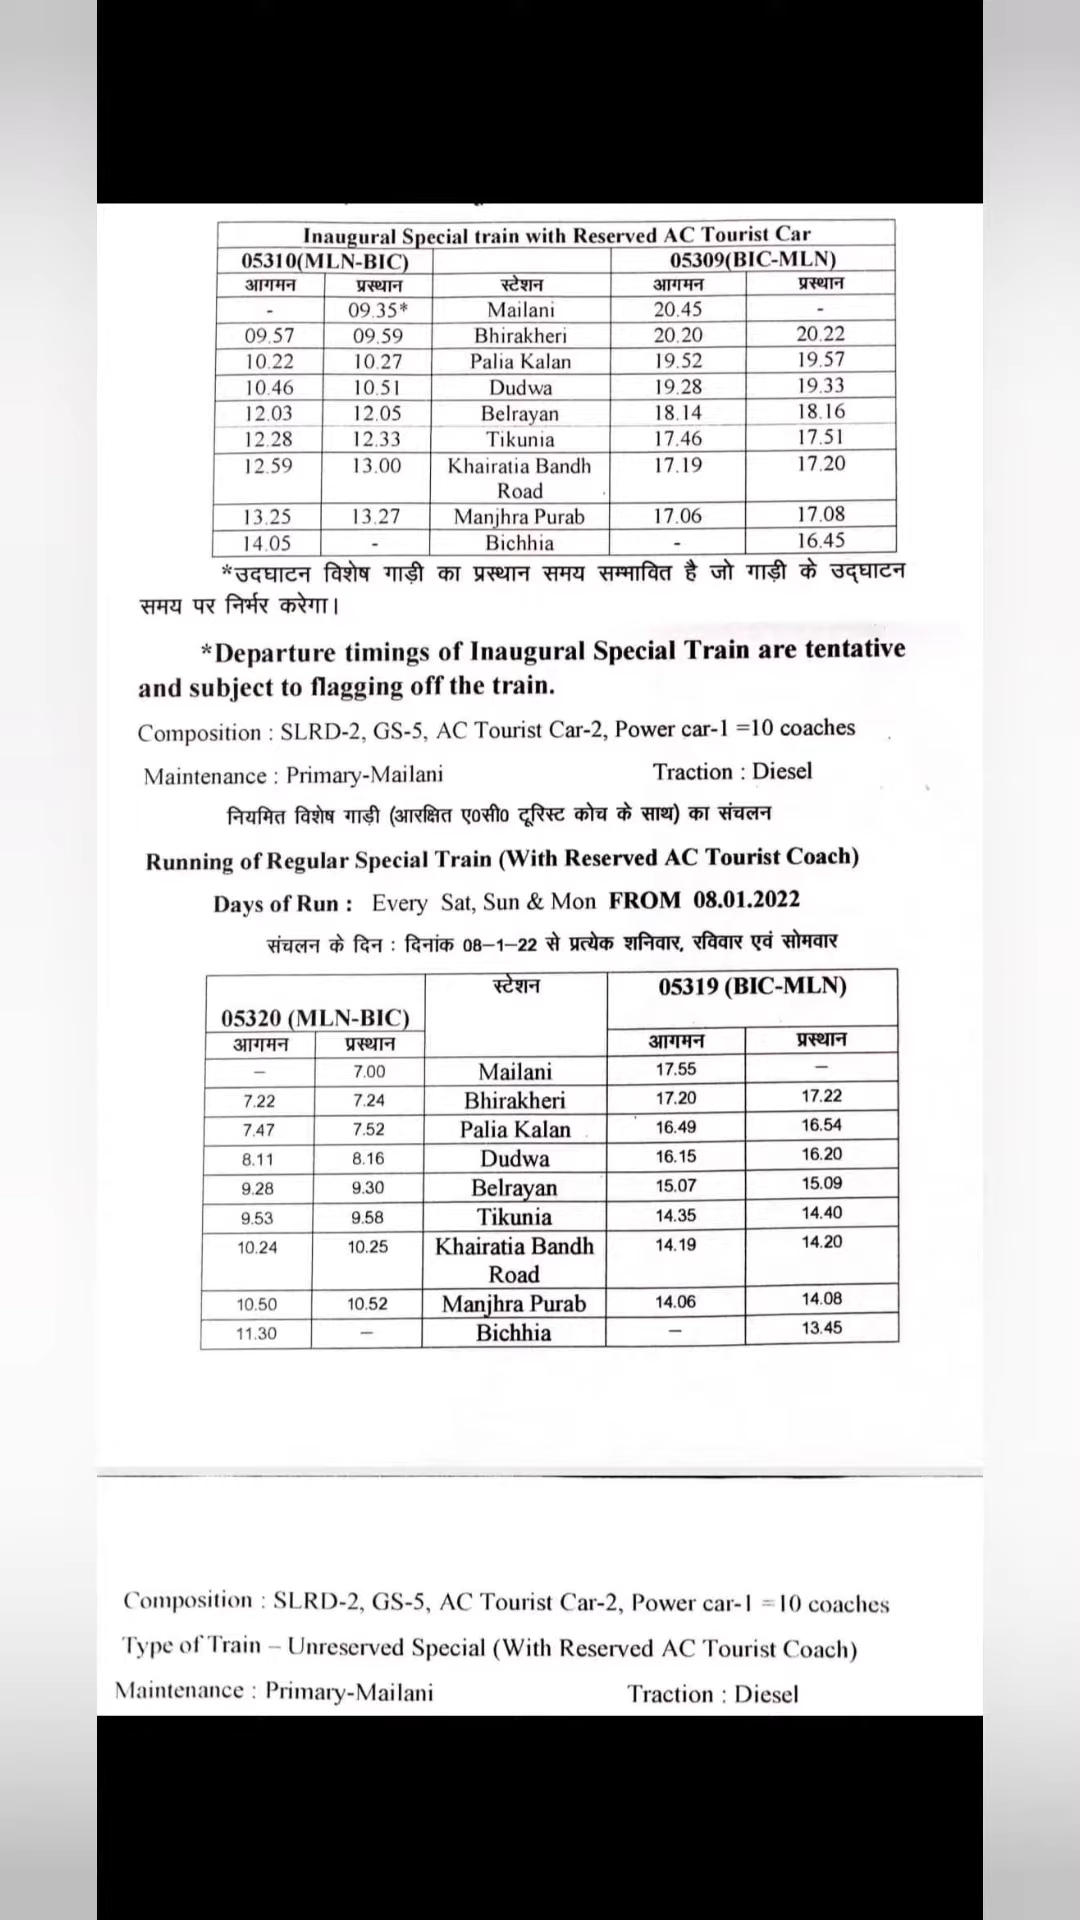 Inaugural Special train with Reserved AC Tourist Car
05310(MLN-BIC) 05309(BIC-MLN)
आगमन प्रस्थान स्टेशन आगमन प्रस्थान
- 09.35* Mailani 20.45 -
09.57 09.59 Bhirakheri 20.20 20.22
10.22 10.27 Palia Kalan 19.52 19.57
10.46 10.51 Dudwa 19.28 19.33
12.03 12.05 Belrayan 18.14 18.16
12.28 12.33 Tikunia 17.46 17.51
12.59 13.00 Khairatia Bandh 17.19 17.20
Road
13.25 13.27 Manjhra Purab 17.06 17.08
14.05 - Bichhia - 16.45
*उदघाटन विशेष गाड़ी का प्रस्थान समय सम्भावित है जो गाड़ी के उद्घाटन
समय पर निर्भर करेगा।
*Departure timings of Inaugural Special Train are tentative
and subject to flagging off the train.
Composition : SLRD-2, GS-5, AC Tourist Car-2, Power car-1 =10 coaches
Maintenance : Primary-Mailani Traction : Diesel
नियमित विशेष गाड़ी (आरक्षित ए०सी० टूरिस्ट कोच के साथ) का संचलन
Running of Regular Special Train (With Reserved AC Tourist Coach)
Days of Run : Every Sat, Sun & Mon FROM 08.01.2022
संचलन के दिन : दिनांक 08-1-22 से प्रत्येक शनिवार, रविवार एवं सोमवार
स्टेशन 05319 (BIC-MLN)
05320 (MLN-BIC)
आगमन प्रस्थान आगमन प्रस्थान
– 7.00 Mailani 17.55 –
7.22 7.24 Bhirakheri 17.20 17.22
7.47 7.52 Palia Kalan 16.49 16.54
8.11 8.16 Dudwa 16.15 16.20
9.28 9.30 Belrayan 15.07 15.09
9.53 9.58 Tikunia 14.35 14.40
10.24 10.25 Khairatia Bandh 14.19 14.20
Road
10.50 10.52 Manjhra Purab 14.06 14.08
11.30 – Bichhia – 13.45
Composition : SLRD-2, GS-5, AC Tourist Car-2, Power car-1 =10 coaches
Type of Train – Unreserved Special (With Reserved AC Tourist Coach)
Maintenance : Primary-Mailani Traction : Diesel